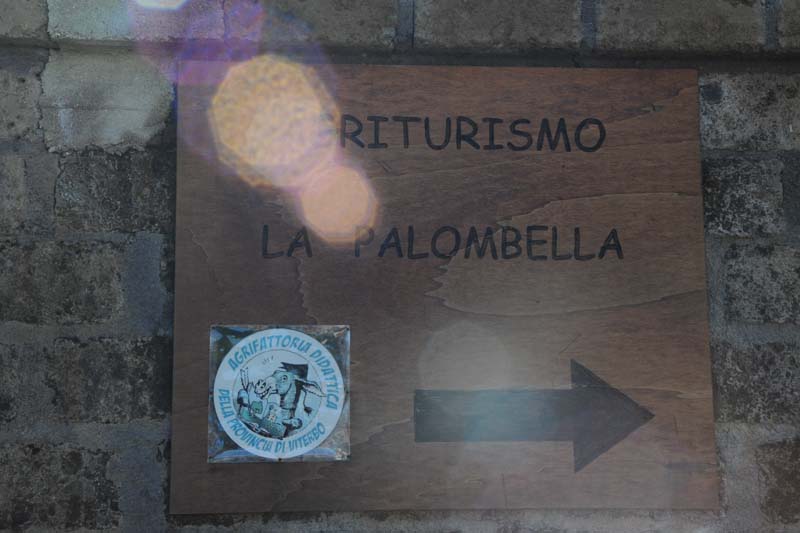 RITURISMO
LA PALOMBELLA
AGRIFATTORIA DIDATTICA
DELLA PROVINCIA DI VITERBO